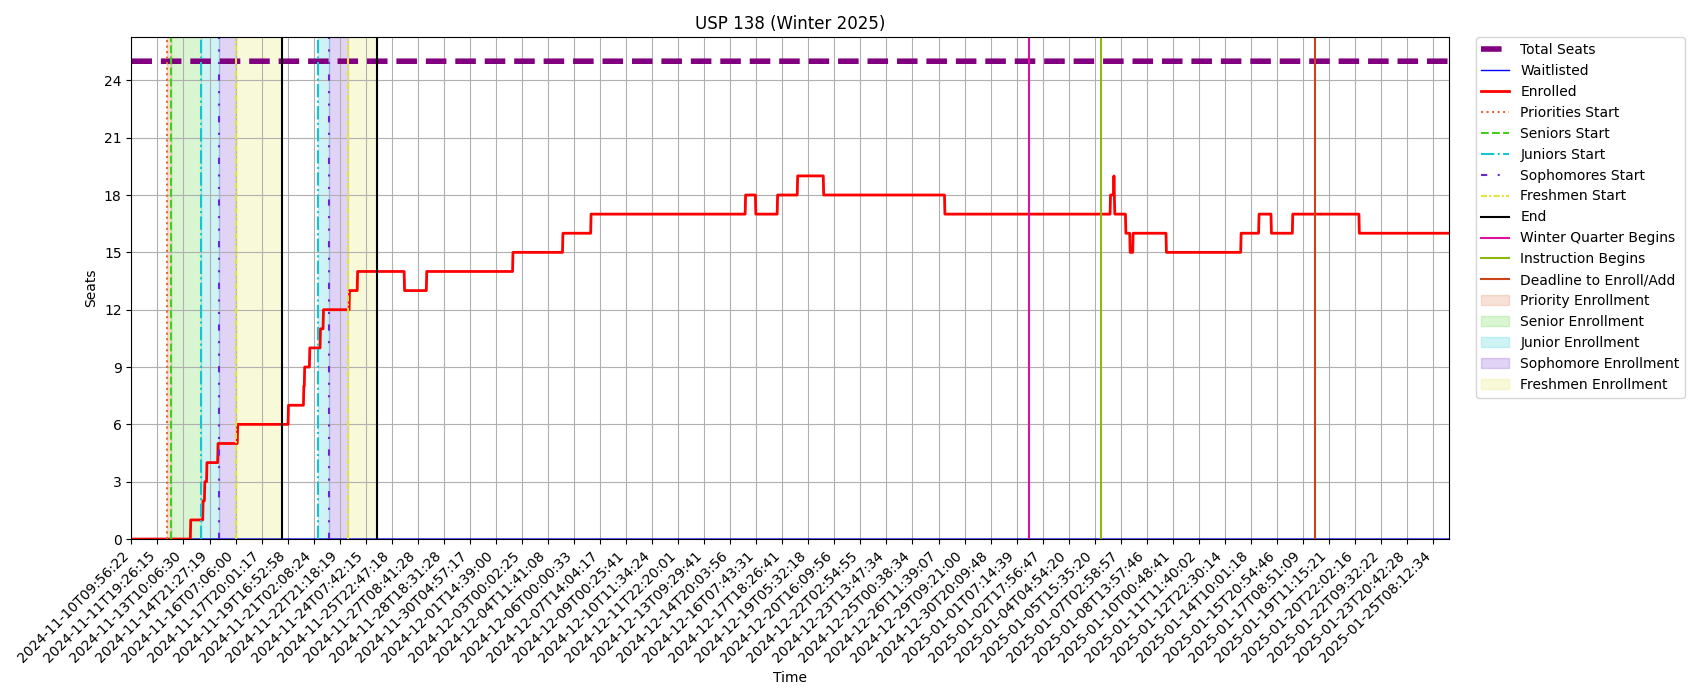 USP 138 (Winter 2025)
Seats
24
21
18
15
12
9
6
3
0
2024-11-10T09:56:22
2024-11-11T19:26:15
2024-11-13T10:06:30
2024-11-14T21:27:19
2024-11-16T07:06:00
2024-11-17T20:01:17
2024-11-19T16:52:58
2024-11-21T02:08:24
2024-11-22T21:18:19
2024-11-24T07:42:15
2024-11-25T22:47:18
2024-11-28T08:41:28
2024-11-28T18:31:28
2024-11-30T04:57:17
2024-12-01T14:39:00
2024-12-03T00:02:25
2024-12-04T11:41:08
2024-12-06T00:00:33
2024-12-07T14:04:17
2024-12-09T00:25:41
2024-12-10T11:34:24
2024-12-11T22:20:01
2024-12-13T09:29:41
2024-12-14T20:03:56
2024-12-16T07:43:31
2024-12-17T18:26:41
2024-12-19T05:32:18
2024-12-20T16:09:56
2024-12-22T02:54:55
2024-12-23T13:47:34
2024-12-25T00:38:34
2024-12-26T11:39:07
2024-12-29T09:21:00
2024-12-30T20:09:48
2025-01-01T07:14:39
2025-01-02T17:56:47
2025-01-04T04:54:20
2025-01-05T15:35:20
2025-01-07T02:58:57
2025-01-08T13:57:46
2025-01-10T00:48:41
2025-01-11T11:40:02
2025-01-12T22:30:14
2025-01-14T10:01:18
2025-01-15T20:54:46
2025-01-17T08:51:09
2025-01-19T11:15:21
2025-01-20T22:02:16
2025-01-22T09:32:22
2025-01-23T20:42:28
2025-01-25T08:12:34
Time
Total Seats
Waitlisted
Enrolled
Priorities Start
Seniors Start
Juniors Start
Sophomores Start
Freshmen Start
End
Winter Quarter Begins
Instruction Begins
Deadline to Enroll/Add
Priority Enrollment
Senior Enrollment
Junior Enrollment
Sophomore Enrollment
Freshmen Enrollment